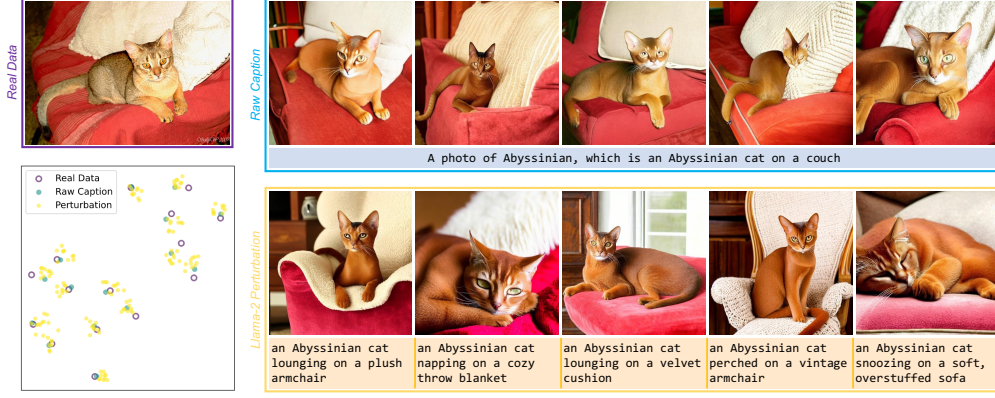 Real Data
Raw Caption
A photo of Abyssinian, which is an Abyssinian cat on a couch
Real Data
Raw Caption
Perturbation
Llama-2 Perturbation
an Abyssinian cat
lounging on a plush
armchair
an Abyssinian cat
napping on a cozy
throw blanket
an Abyssinian cat
lounging on a velvet
cushion
an Abyssinian cat
perched on a vintage
armchair
an Abyssinian cat
snoozing on a soft,
overstuffed sofa